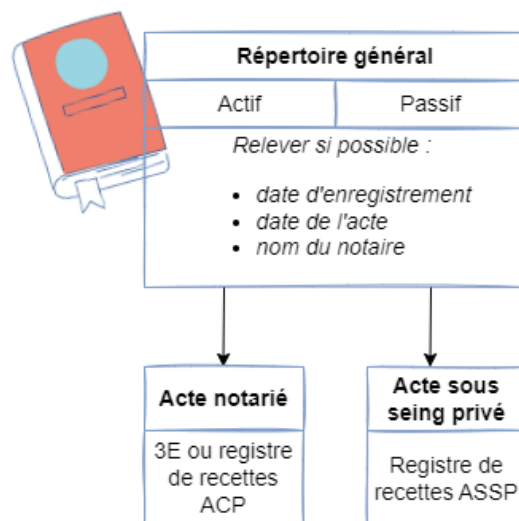 Répertoire général
Actif
Passif
Relever si possible :
• date d'enregistrement
• date de l'acte
• nom du notaire
Acte notarié
3E ou registre
de recettes
ACP
Acte sous
seing privé
Registre de
recettes ASSP